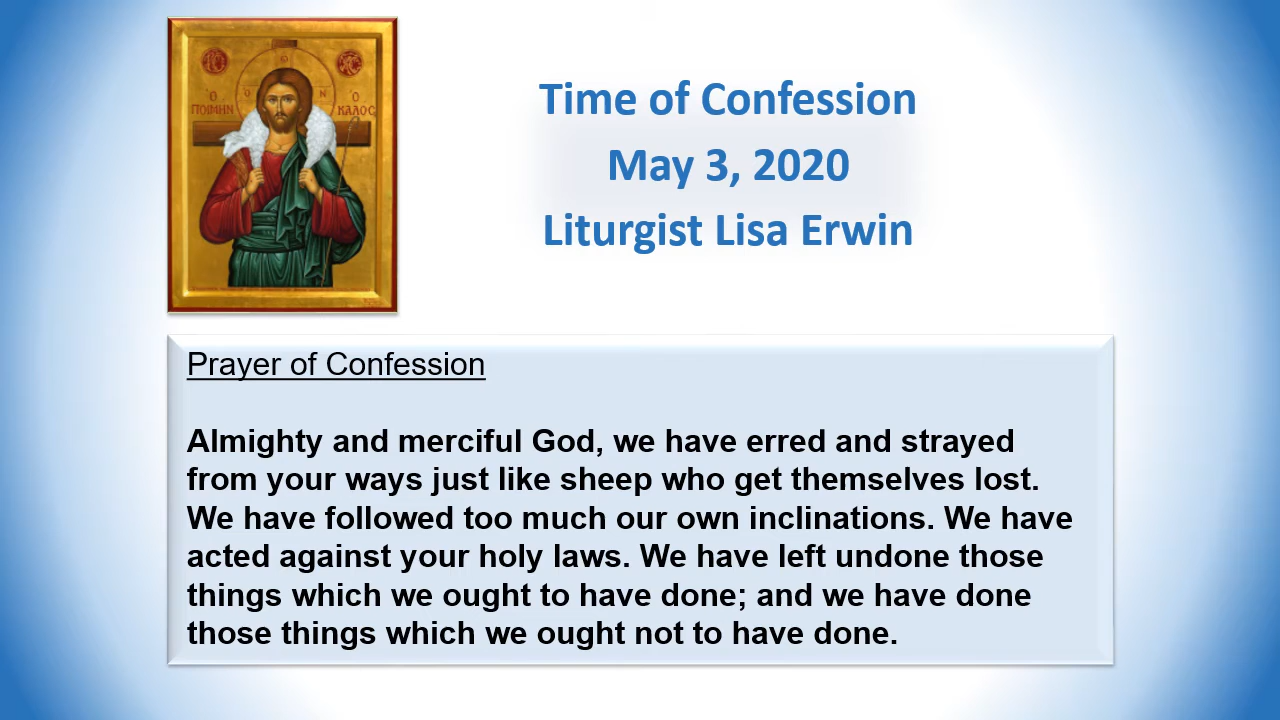 Ὁ ΠΟΙΜΗΝ
Ὁ ΚΑΛΟC
Time of Confession
May 3, 2020
Liturgist Lisa Erwin
Prayer of Confession
Almighty and merciful God, we have erred and strayed
from your ways just like sheep who get themselves lost.
We have followed too much our own inclinations. We have
acted against your holy laws. We have left undone those
things which we ought to have done; and we have done
those things which we ought not to have done.